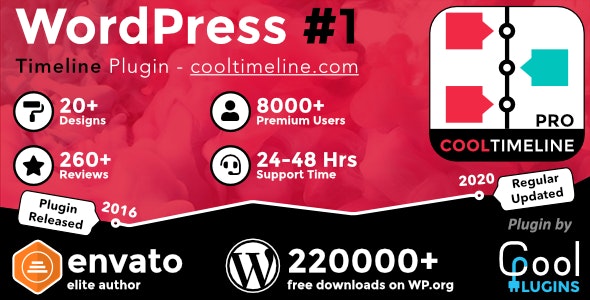 WordPress #1
Timeline Plugin - cooltimeline.com
20+
Designs
8000+
Premium Users
260+
Reviews
24-48 Hrs
Support Time
PRO
COOLTIMELINE
Plugin
Released
2016
2020
Regular
Updated
envato
elite author
220000+
free downloads on WP.org
Plugin by
Cool
PLUGINS